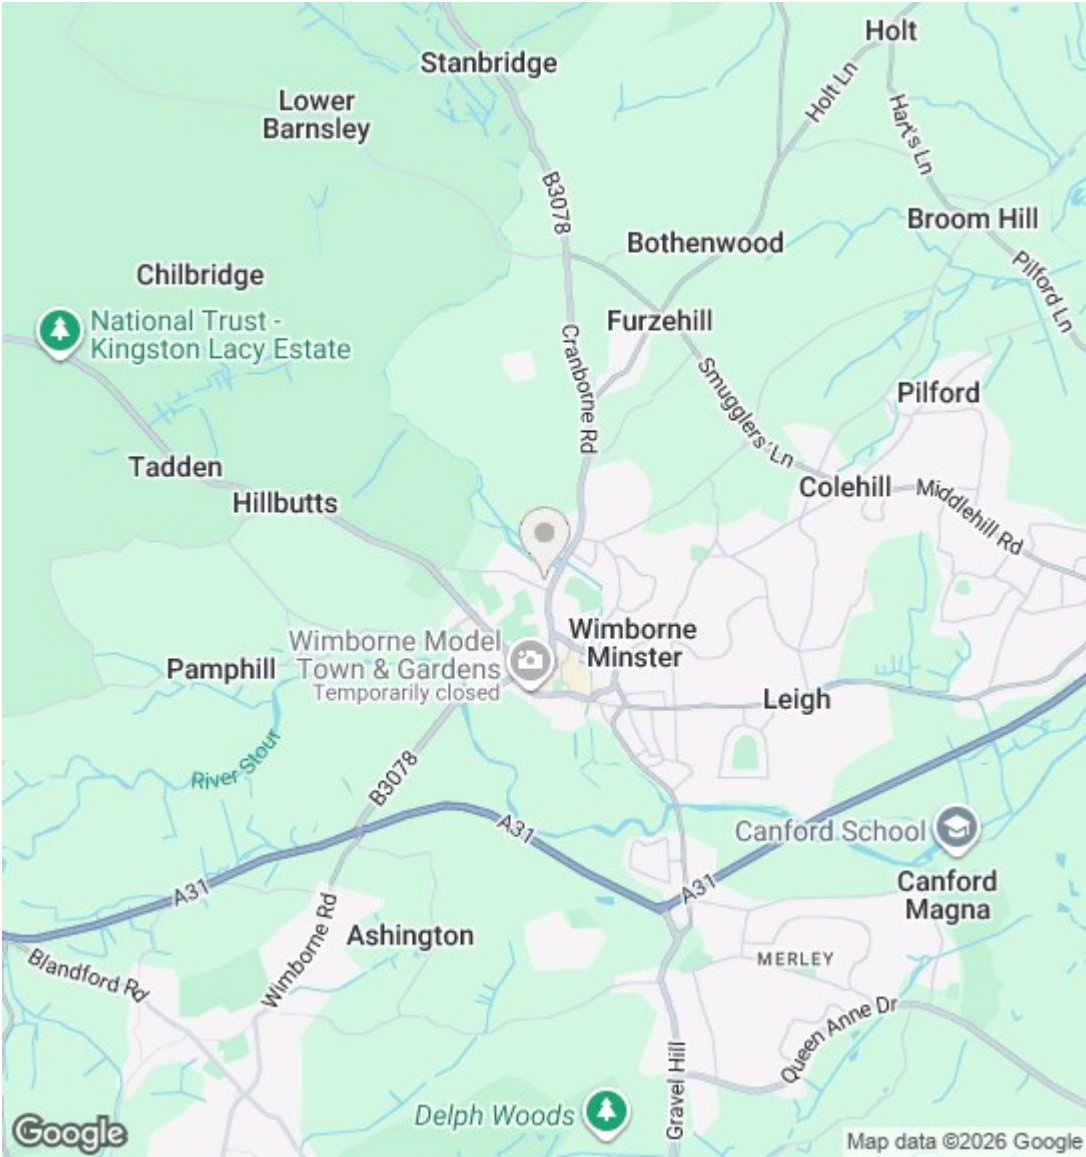 Holt
Stanbridge
Holt Ln
Lower
Barnsley
Hart's Ln
B3078
Broom Hill
Bothenwood
Pilford Ln
Chilbridge
National Trust -
Kingston Lacy Estate
Furzehill
Cranborne Rd
Smugglers' Ln
Pilford
Tadden
Hillbutts
Colehill
Middlehill Rd
Wimborne Model
Town & Gardens
Temporarily closed
Wimborne
Minster
Pamphill
Leigh
River Stour
B3078
A31
Canford School
A31
A31
Canford
Magna
Ashington
Wimborne Rd
Blandford Rd
MERLEY
Queen Anne Dr
Gravel Hill
Delph Woods
Google
Map data ©2026 Google